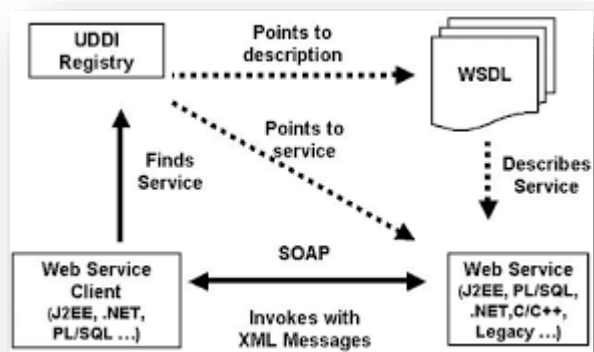 UDDI
Registry
Points to
description
WSDL
Points to
service
Finds
Service
Describes
Service
SOAP
Web Service
Client
(J2EE, .NET,
PL/SQL ...)
Invokes with
XML Messages
Web Service
(J2EE, PL/SQL,
.NET,C/C++,
Legacy ...)